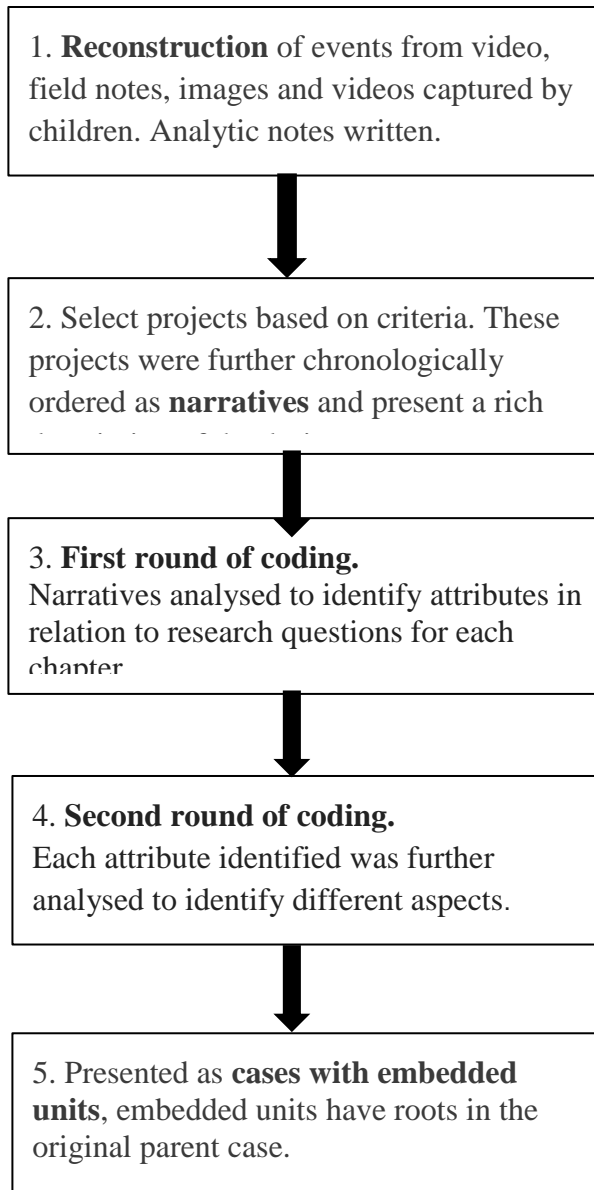 1. Reconstruction of events from video,
field notes, images and videos captured by
children. Analytic notes written.
2. Select projects based on criteria. These
projects were further chronologically
ordered as narratives and present a rich
3. First round of coding.
Narratives analysed to identify attributes in
relation to research questions for each
chapter
4. Second round of coding.
Each attribute identified was further
analysed to identify different aspects.
5. Presented as cases with embedded
units, embedded units have roots in the
original parent case.